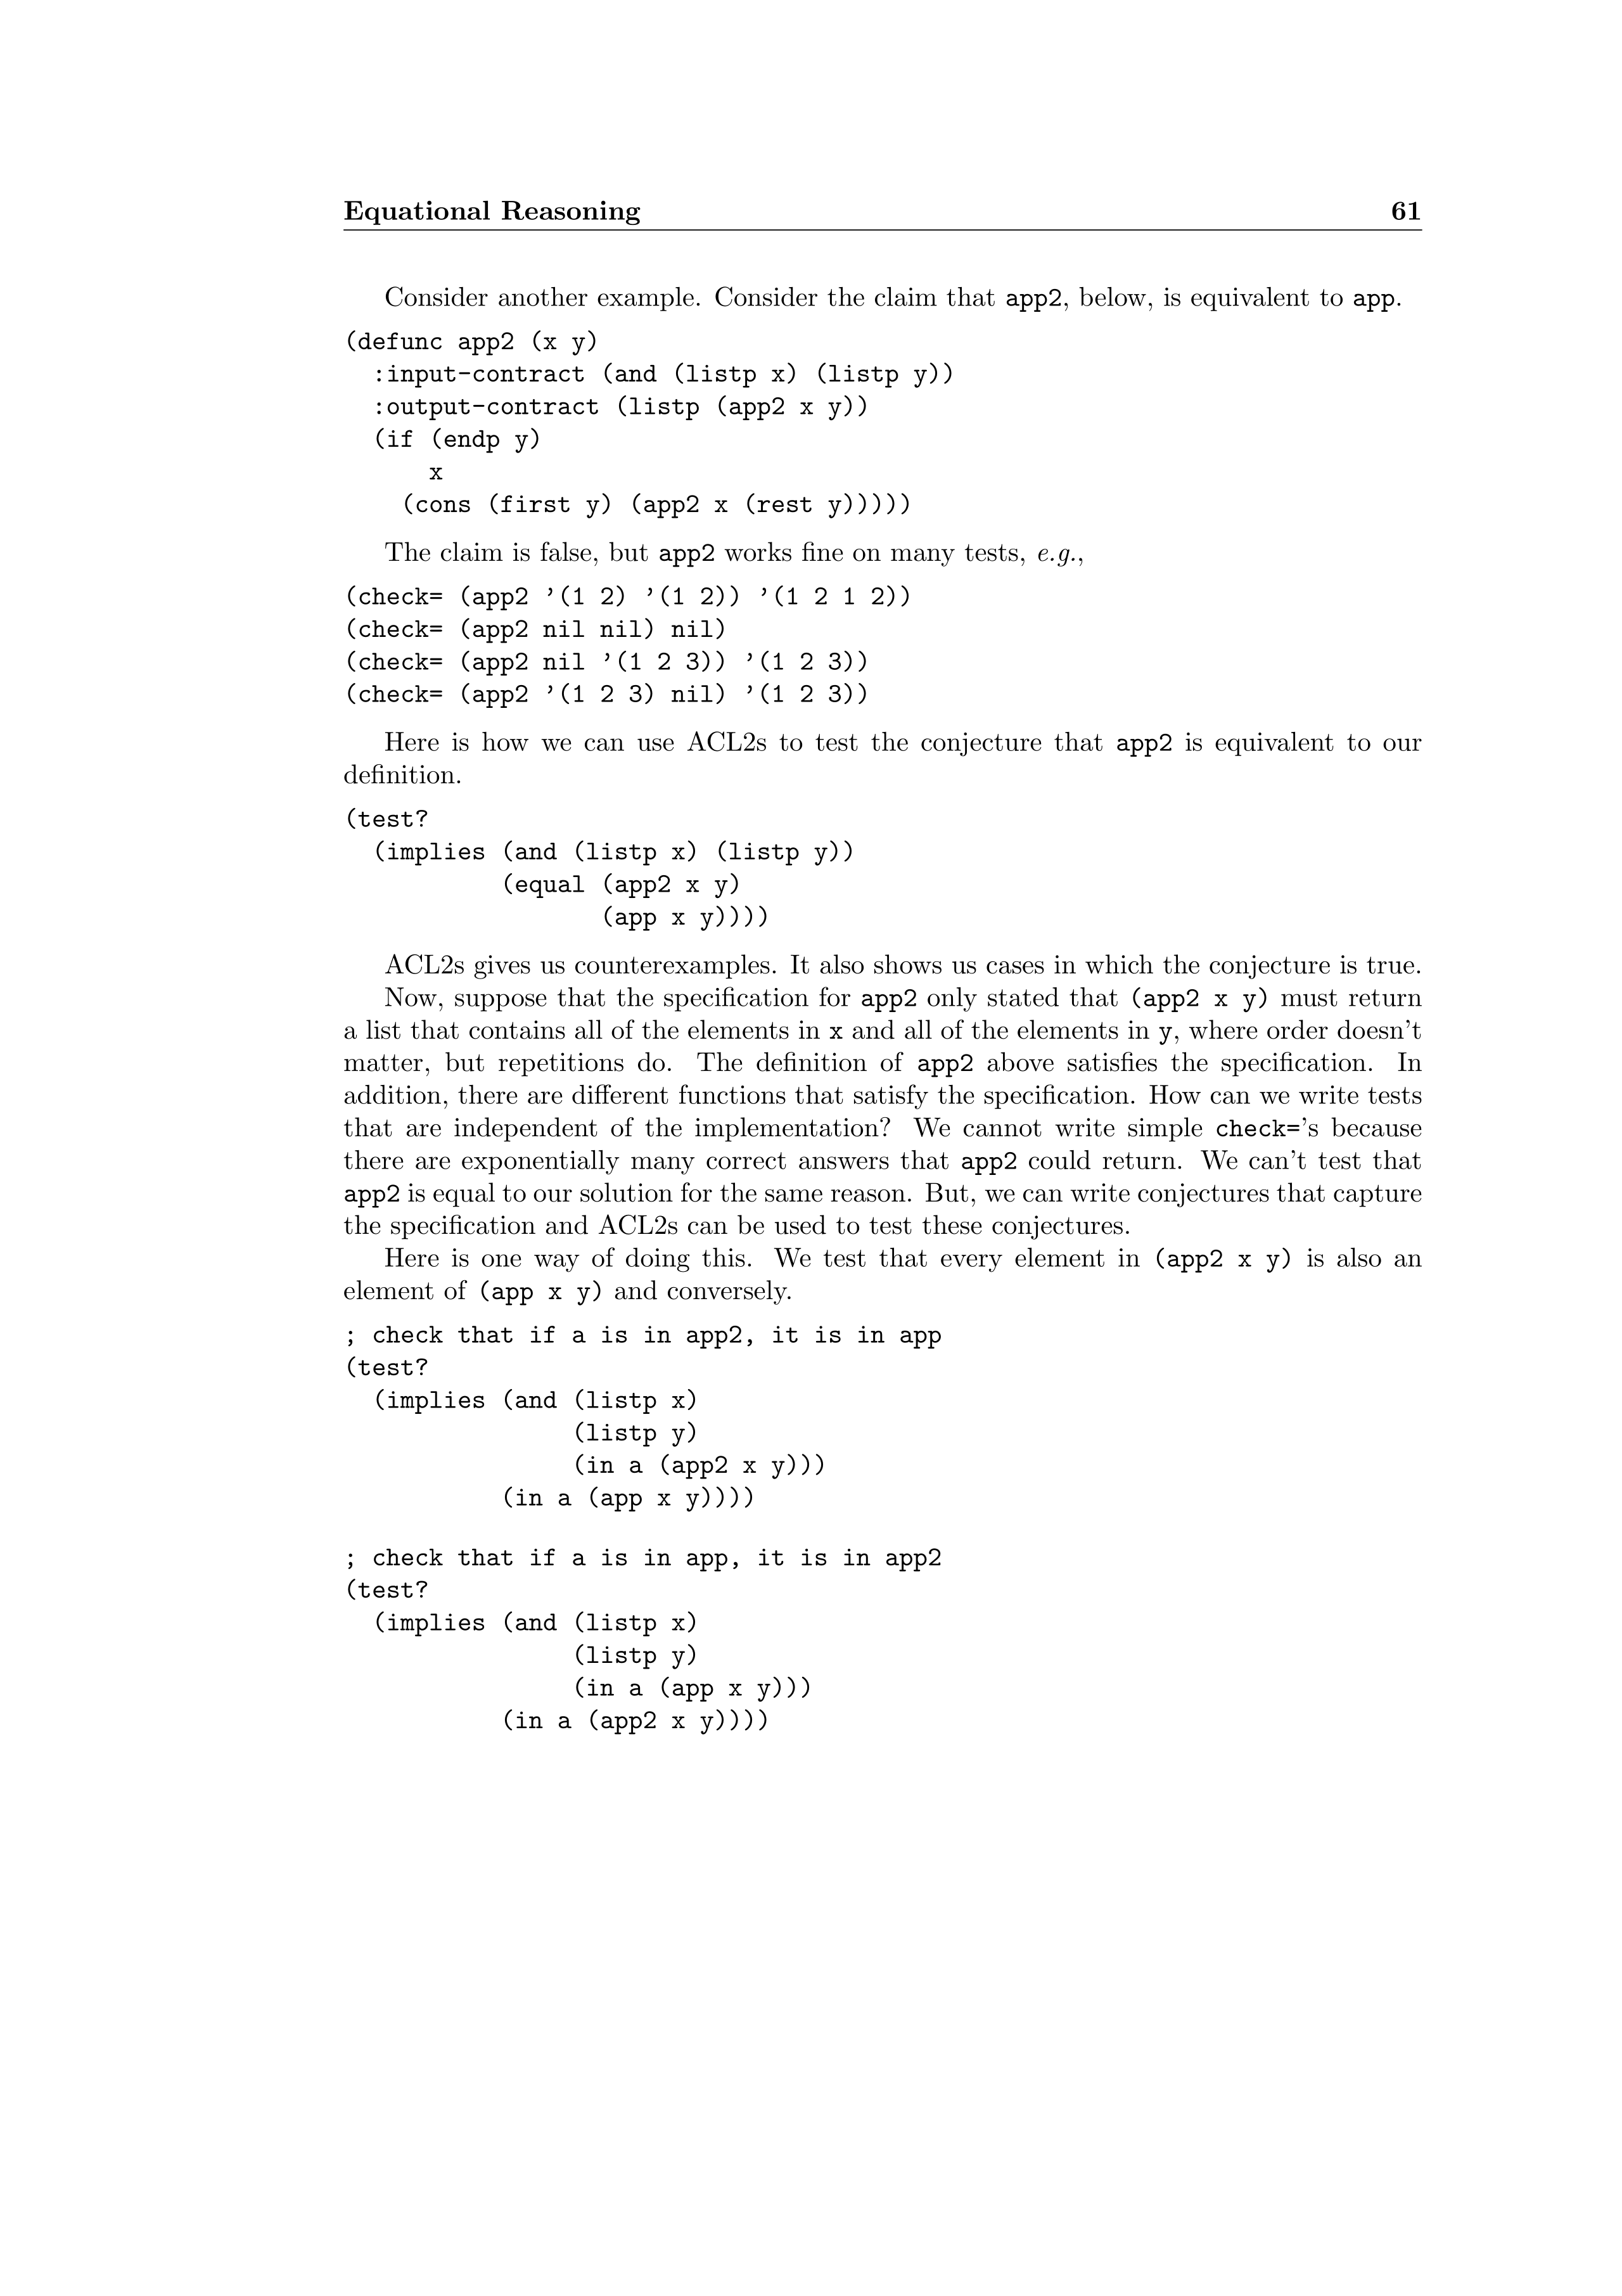 Equational Reasoning 61
Consider another example. Consider the claim that app2, below, is equivalent to app.
(defunc app2 (x y)
  :input-contract (and (listp x) (listp y))
  :output-contract (listp (app2 x y))
  (if (endp y)
      x
    (cons (first y) (app2 x (rest y)))))
The claim is false, but app2 works fine on many tests, e.g.,
(check= (app2 ’(1 2) ’(1 2)) ’(1 2 1 2))
(check= (app2 nil nil) nil)
(check= (app2 nil ’(1 2 3)) ’(1 2 3))
(check= (app2 ’(1 2 3) nil) ’(1 2 3))
Here is how we can use ACL2s to test the conjecture that app2 is equivalent to our
definition.
(test?
  (implies (and (listp x) (listp y))
           (equal (app2 x y)
                  (app x y))))
ACL2s gives us counterexamples. It also shows us cases in which the conjecture is true.
Now, suppose that the specification for app2 only stated that (app2 x y) must return
a list that contains all of the elements in x and all of the elements in y, where order doesn’t
matter, but repetitions do. The definition of app2 above satisfies the specification. In
addition, there are different functions that satisfy the specification. How can we write tests
that are independent of the implementation? We cannot write simple check=’s because
there are exponentially many correct answers that app2 could return. We can’t test that
app2 is equal to our solution for the same reason. But, we can write conjectures that capture
the specification and ACL2s can be used to test these conjectures.
Here is one way of doing this. We test that every element in (app2 x y) is also an
element of (app x y) and conversely.
; check that if a is in app2, it is in app
(test?
  (implies (and (listp x)
                (listp y)
                (in a (app2 x y)))
           (in a (app x y))))
; check that if a is in app, it is in app2
(test?
  (implies (and (listp x)
                (listp y)
                (in a (app x y)))
           (in a (app2 x y))))